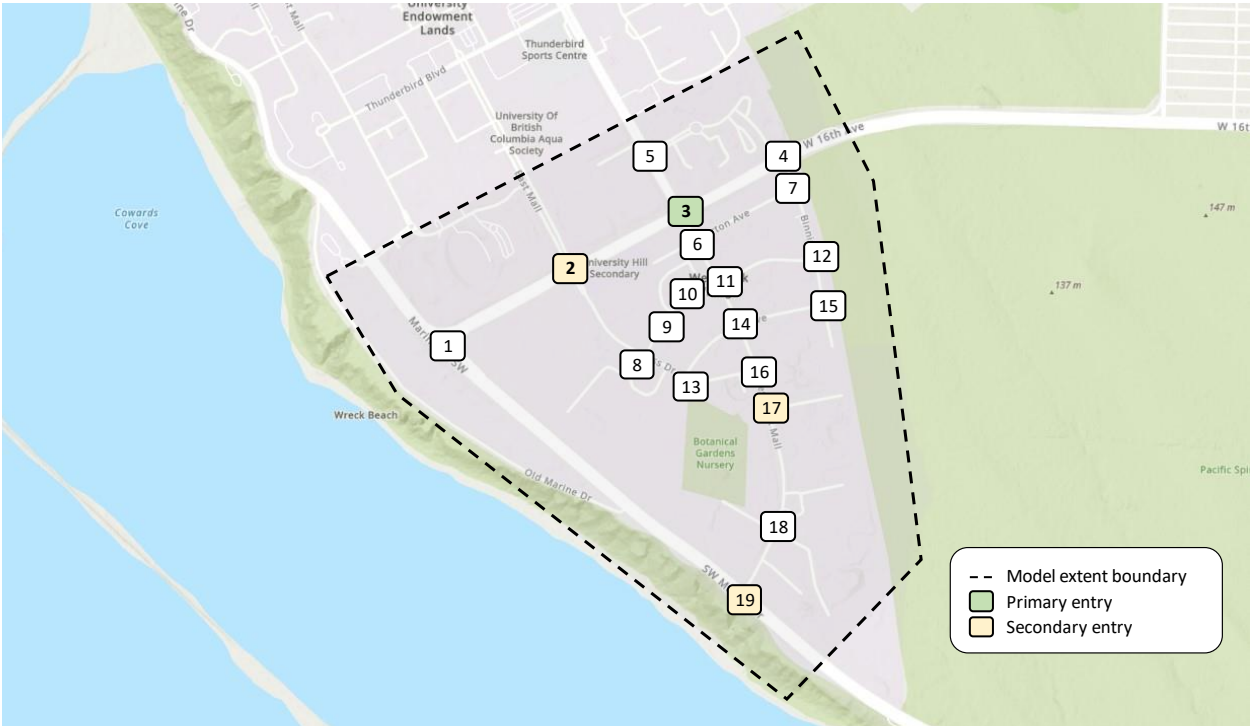 University
Endowment
Lands
Thunderbird
Sports Centre
Thunderbird Blvd
University Of
British
Columbia Aqua
Society
W 16th Ave
W 16t
5
4
7
Cowards
Cove
147 m
3
6
12
2
niversity Hill
Secondary
11
10
137 m
15
9
14
1
8
16
13
17
Wreck Beach
Mall
Botanical
Gardens
Nursery
Pacific Spi
Old Marine Dr
18
SW M
19
Model extent boundary
Primary entry
Secondary entry